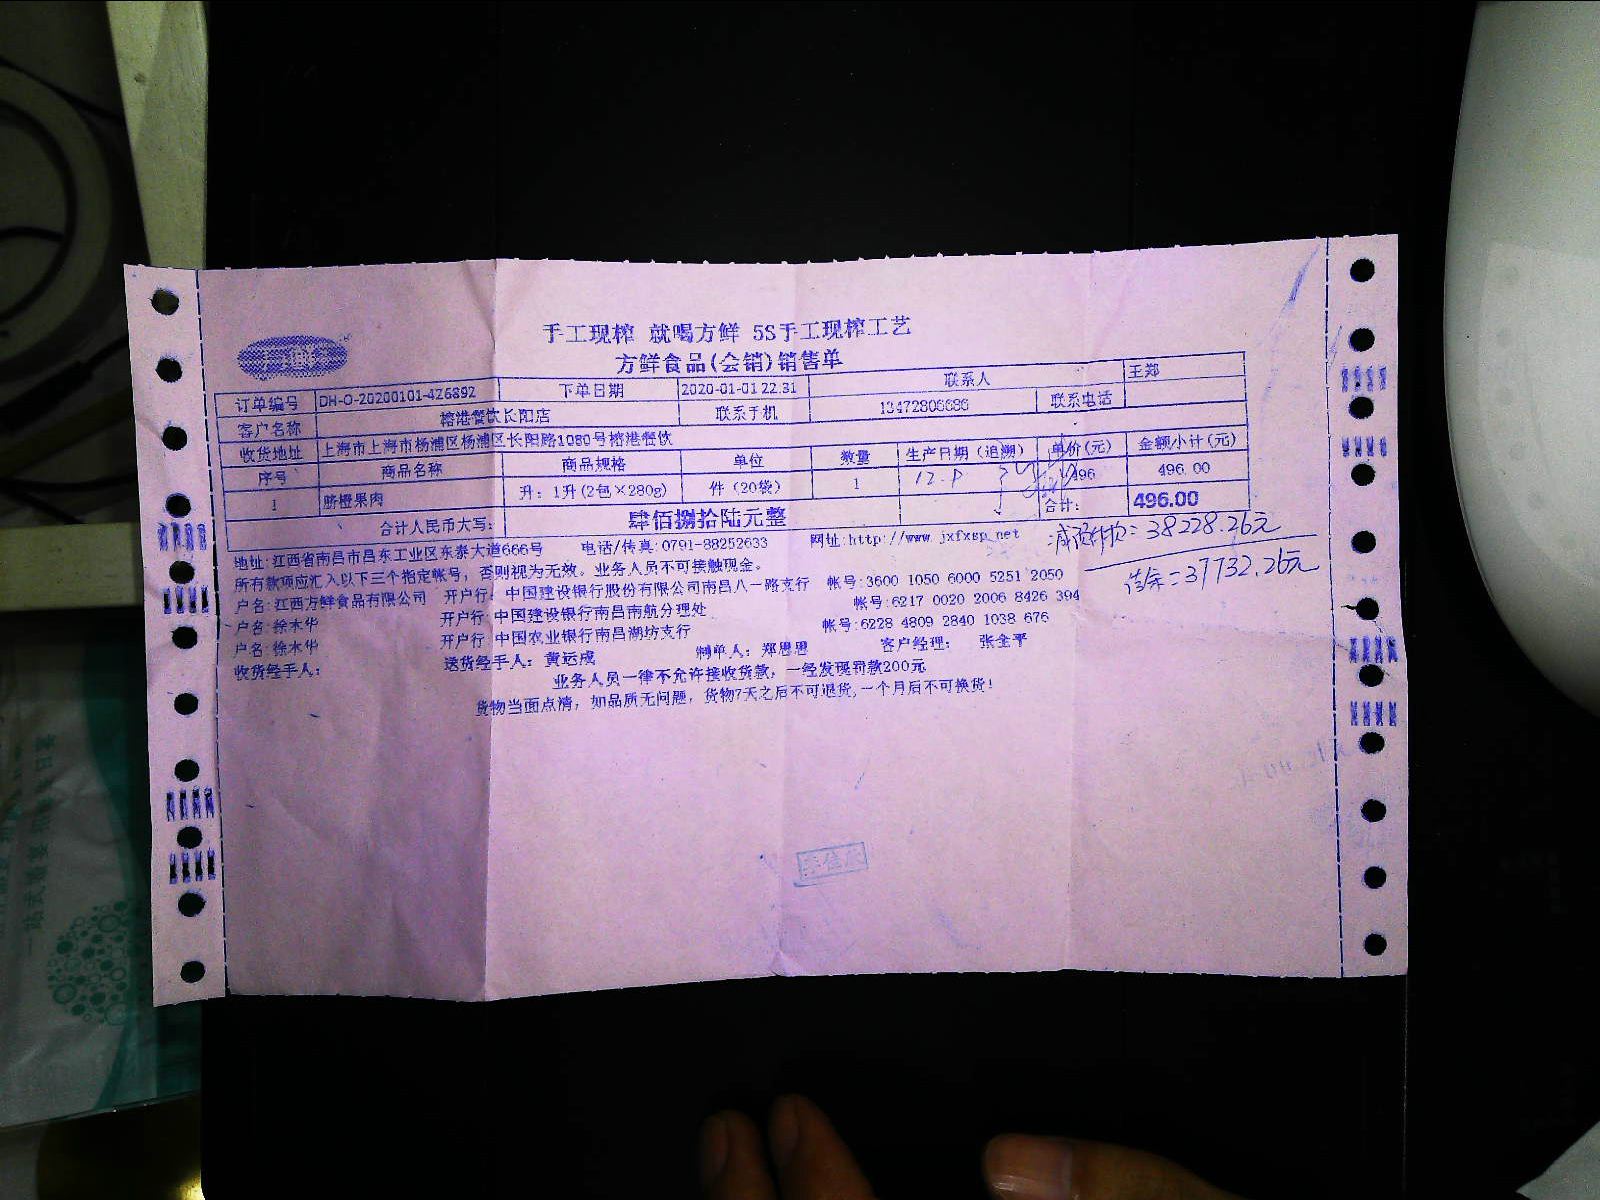 手工现榨 就喝方鲜 5S手工现榨工艺
方鲜食品(会销)销售单
订单编号 DH-O-20200101-426892 下单日期 2020-01-01 22:31 联系人 王郑
客户名称 榕港餐饮长阳店 联系手机 13472806686 联系电话
收货地址 上海市上海市杨浦区杨浦区长阳路1080号榕港餐饮
序号 商品名称 商品规格 单位 数量 生产日期（追溯） 单价(元) 金额小计(元)
1 脐橙果肉 升：1升(2包×280g) 件（20袋） 1 496 496.00
合计人民币大写： 肆佰捌拾陆元整 合计： 496.00
地址:江西省南昌市昌东工业区东泰大道666号 电话/传真:0791-88252633 网址:http://www.jxfxsp.net
38228.26元
所有款项应汇入以下三个指定帐号，否则视为无效。业务人员不可接触现金。
=37732.26元
户名:江西方鲜食品有限公司 开户行: 中国建设银行股份有限公司南昌八一路支行 帐号:3600 1050 6000 5251 2050
户名:徐木华 开户行:中国建设银行南昌南航分理处 帐号:6217 0020 2006 8426 394
户名:徐木华 开户行:中国农业银行南昌湖坊支行 帐号:6228 4809 2840 1038 676
收货经手人： 送货经手人：黄运成 制单人：郑思思 客户经理： 张全平
业务人员一律不允许接收货款，一经发现罚款200元
货物当面点清，如品质无问题，货物7天之后不可退货,一个月后不可换货！